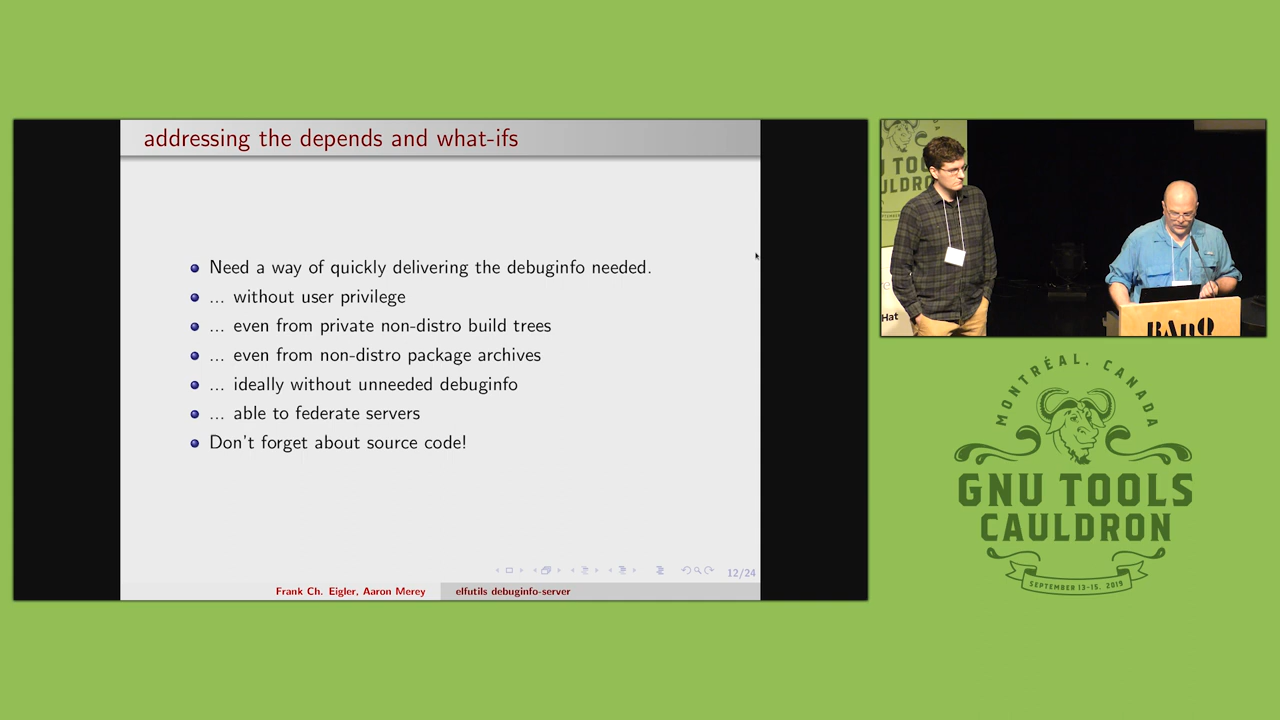 addressing the depends and what-ifs
Need a way of quickly delivering the debuginfo needed.
... without user privilege
... even from private non-distro build trees
... even from non-distro package archives
... ideally without unneeded debuginfo
... able to federate servers
Don't forget about source code!
12/24
Frank Ch. Eigler, Aaron Merey
elfutils debuginfo-server
Hat
BAnQ
MONTRÉAL, CANADA
GNU TOOLS
CAULDRON
SEPTEMBER 13-15, 2019